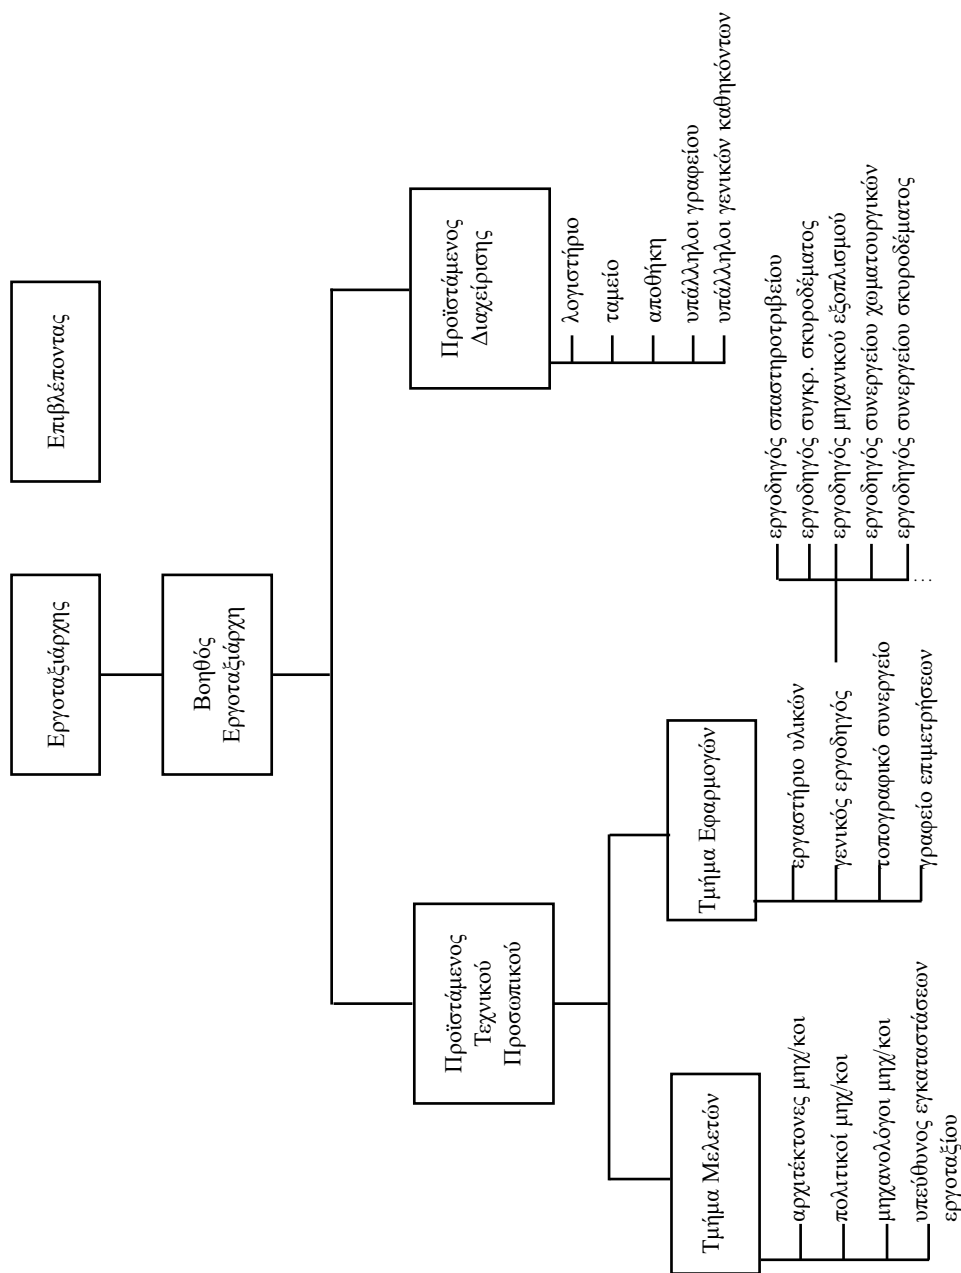 Εργοταξιάρχης
Επιβλέποντας
Βοηθός
Εργοταξιάρχη
Προϊστάμενος
Τεχνικού
Προσωπικού
Προϊστάμενος
Διαχείρισης
λογιστήριο
ταμείο
αποθήκη
υπάλληλοι γραφείου
υπάλληλοι γενικών καθηκόντων
Τμήμα Μελετών
Τμήμα Εφαρμογών
αρχιτέκτονες μηχ/κοι
πολιτικοί μηχ/κοι
μηχανολόγοι μηχ/κοι
υπεύθυνος εγκαταστάσεων
εργοταξίου
εργαστήριο υλικών
γενικός εργοδηγός
τοπογραφικό συνεργείο
γραφείο επιμετρήσεων
εργοδηγός σπαστηροτριβείου
εργοδηγός συγκρ. σκυροδέματος
εργοδηγός μηχανικού εξοπλισμού
εργοδηγός συνεργείου χωματουργικών
εργοδηγός συνεργείου σκυροδέματος
...